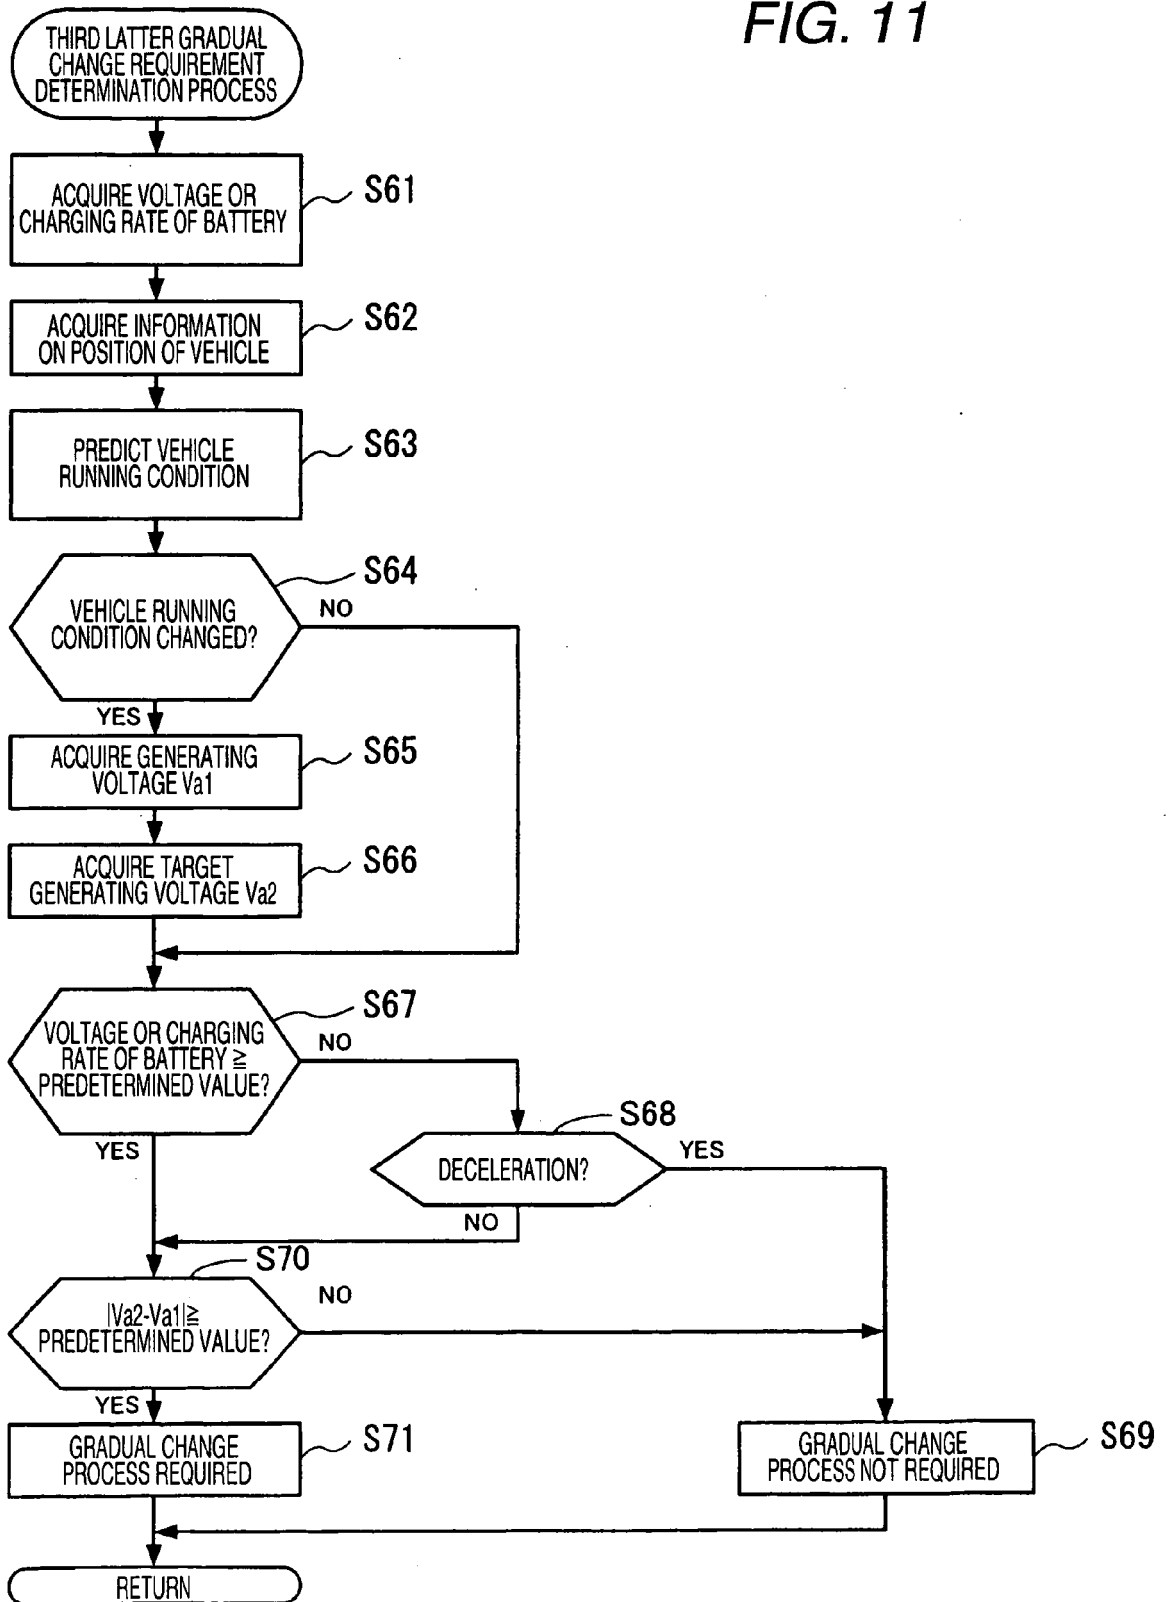 FIG. 11
THIRD LATTER GRADUAL
CHANGE REQUIREMENT
DETERMINATION PROCESS
ACQUIRE VOLTAGE OR
CHARGING RATE OF BATTERY
S61
ACQUIRE INFORMATION
ON POSITION OF VEHICLE
S62
PREDICT VEHICLE
RUNNING CONDITION
S63
VEHICLE RUNNING
CONDITION CHANGED?
S64
NO
YES
ACQUIRE GENERATING
VOLTAGE Va1
S65
ACQUIRE TARGET
GENERATING VOLTAGE Va2
S66
VOLTAGE OR CHARGING
RATE OF BATTERY ≧
PREDETERMINED VALUE?
S67
NO
YES
DECELERATION?
S68
YES
NO
|Va2-Va1|≧
PREDETERMINED VALUE?
S70
NO
YES
GRADUAL CHANGE
PROCESS REQUIRED
S71
GRADUAL CHANGE
PROCESS NOT REQUIRED
S69
RETURN